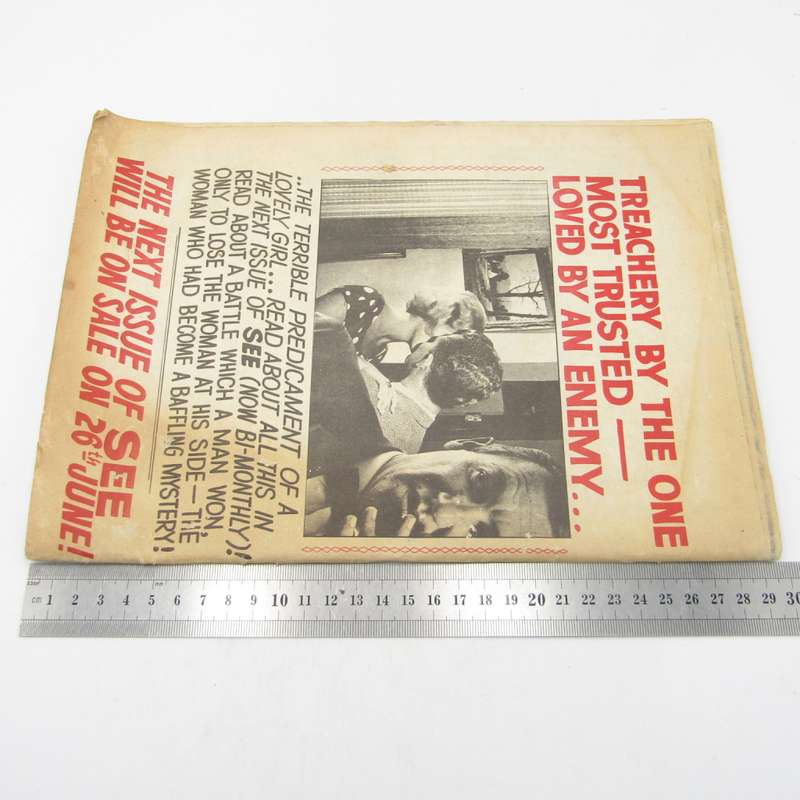 TREACHERY BY THE ONE
MOST TRUSTED —
LOVED BY AN ENEMY...
..THE TERRIBLE PREDICAMENT OF A
LOVELY GIRL... READ ABOUT ALL THIS IN
THE NEXT ISSUE OF SEE (NOW BI-MONTHLY)!
READ ABOUT A BATTLE WHICH A MAN WON,
ONLY TO LOSE THE WOMAN AT HIS SIDE — THE
WOMAN WHO HAD BECOME A BAFFLING MYSTERY!
THE NEXT ISSUE OF SEE
WILL BE ON SALE ON 26th JUNE!
cm 1 2 3 4 5 6 7 8 9 10 11 12 13 14 15 16 17 18 19 20 21 22 23 24 25 26 27 28 29 30